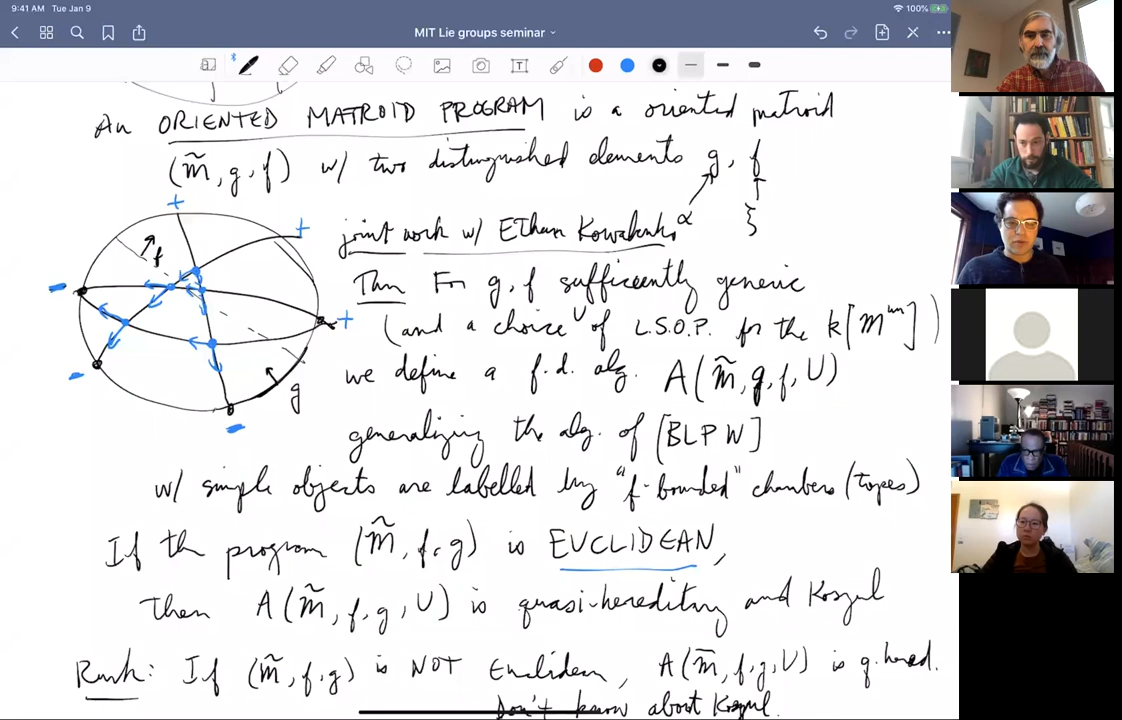 9:41 AM Tue Jan 9
100%
MIT Lie groups seminar
An ORIENTED MATROID PROGRAM is a oriented matroid
(m̃, g, f) w/ two distinguished elements g, f
α ξ
joint work w/ Ethan Kowalenko
Thm For g, f sufficiently generic
(and a choice U of L.S.O.P. for the k[m^un])
we define a f.d. alg. A(m̃, g, f, U)
generalizing the alg. of [BLPW]
w/ simple objects are labelled by "f-bounded" chambers (topes)
If the program (m̃, f, g) is EUCLIDEAN,
then A(m̃, f, g, U) is quasi-hereditary and Koszul
Rmk: If (m̃, f, g) is NOT Euclidean, A(m̃, f, g, U) is q. hered.
Don't know about Koszul.
+ +
f
- +
-
g
-